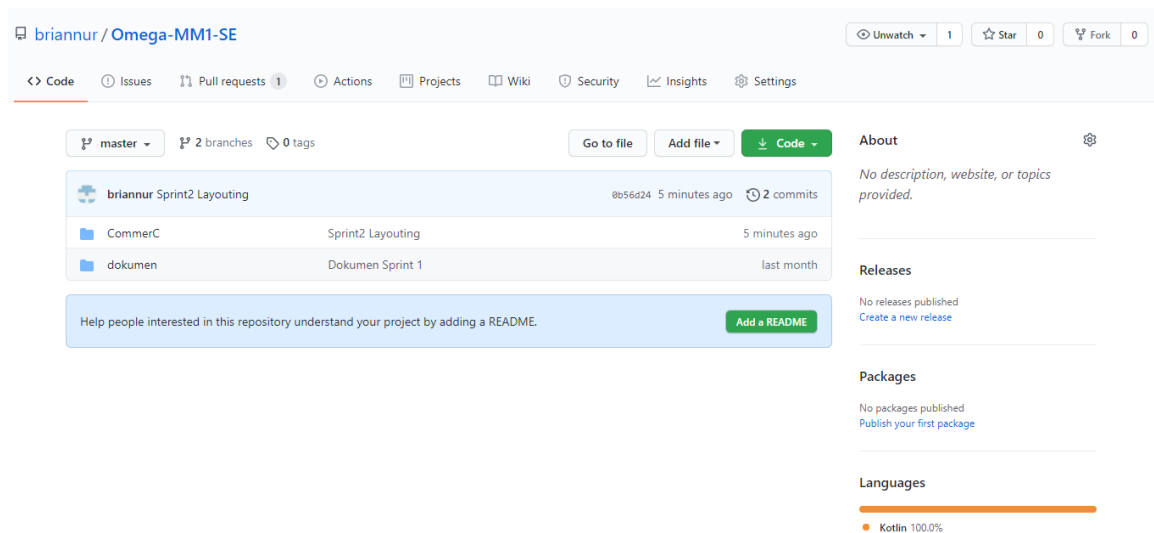 briannur / Omega-MM1-SE
Unwatch 1 Star 0 Fork 0
Code Issues Pull requests 1 Actions Projects Wiki Security Insights Settings
master 2 branches 0 tags Go to file Add file Code
briannur Sprint2 Layouting 0b56d24 5 minutes ago 2 commits
CommerC Sprint2 Layouting 5 minutes ago
dokumen Dokumen Sprint 1 last month
Help people interested in this repository understand your project by adding a README. Add a README
About
No description, website, or topics
provided.
Releases
No releases published
Create a new release
Packages
No packages published
Publish your first package
Languages
Kotlin 100.0%